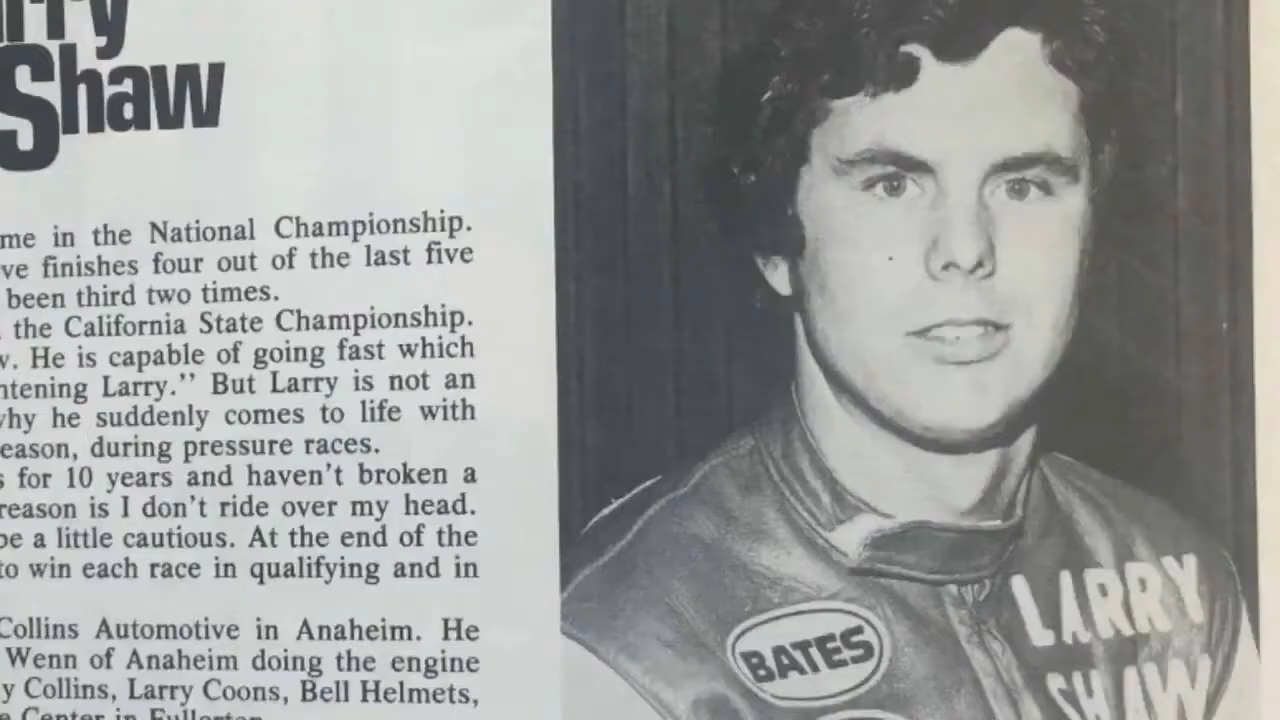 Shaw
me in the National Championship.
ve finishes four out of the last five
been third two times.
the California State Championship.
w. He is capable of going fast which
ntening Larry." But Larry is not an
why he suddenly comes to life with
eason, during pressure races.
s for 10 years and haven't broken a
reason is I don't ride over my head.
be a little cautious. At the end of the
to win each race in qualifying and in
Collins Automotive in Anaheim. He
Wenn of Anaheim doing the engine
y Collins, Larry Coons, Bell Helmets,
e Center in Fullerton
BATES
LARRY
SHAW